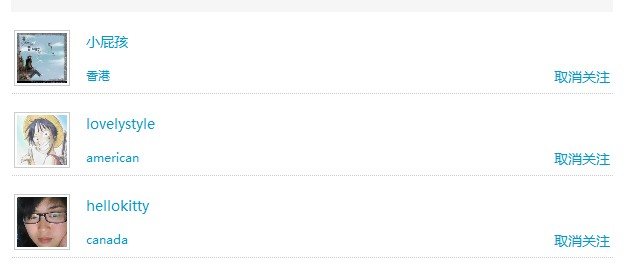 小屁孩
香港
取消关注
lovelystyle
american
取消关注
hellokitty
canada
取消关注